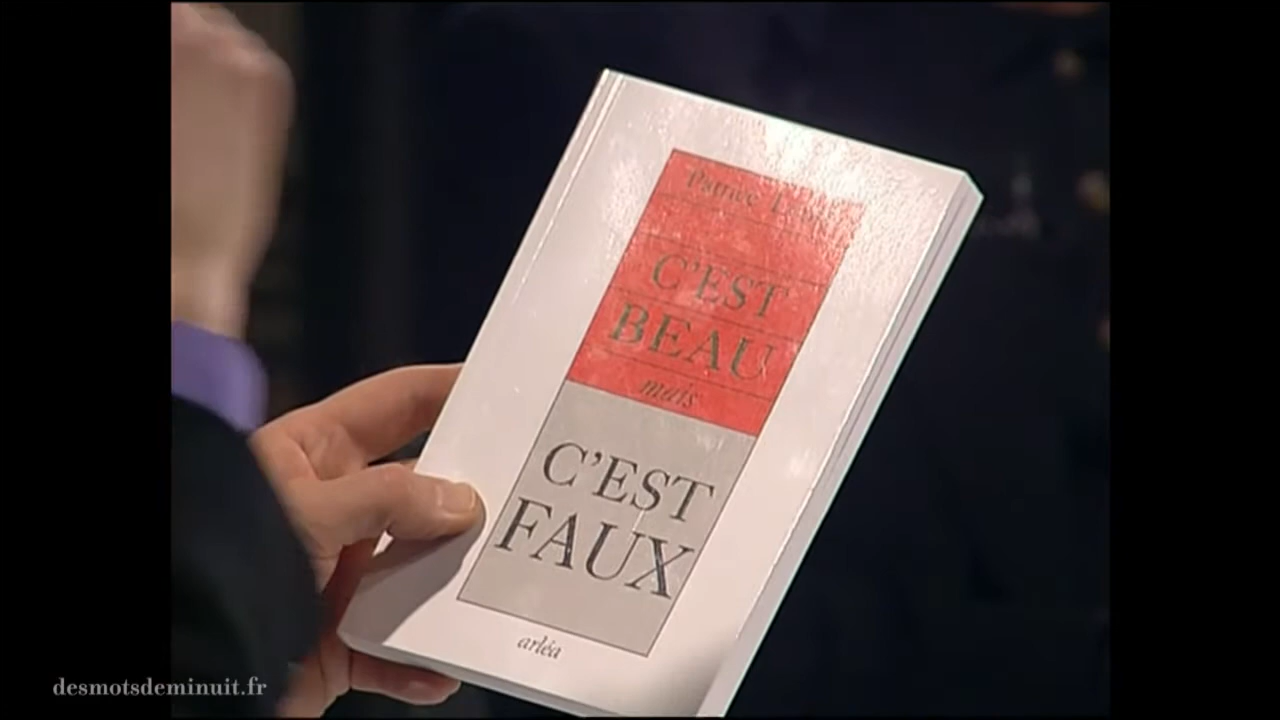 Patrice
C'EST
BEAU
mais
C'EST
FAUX
arléa
desmotsdeminuit.fr